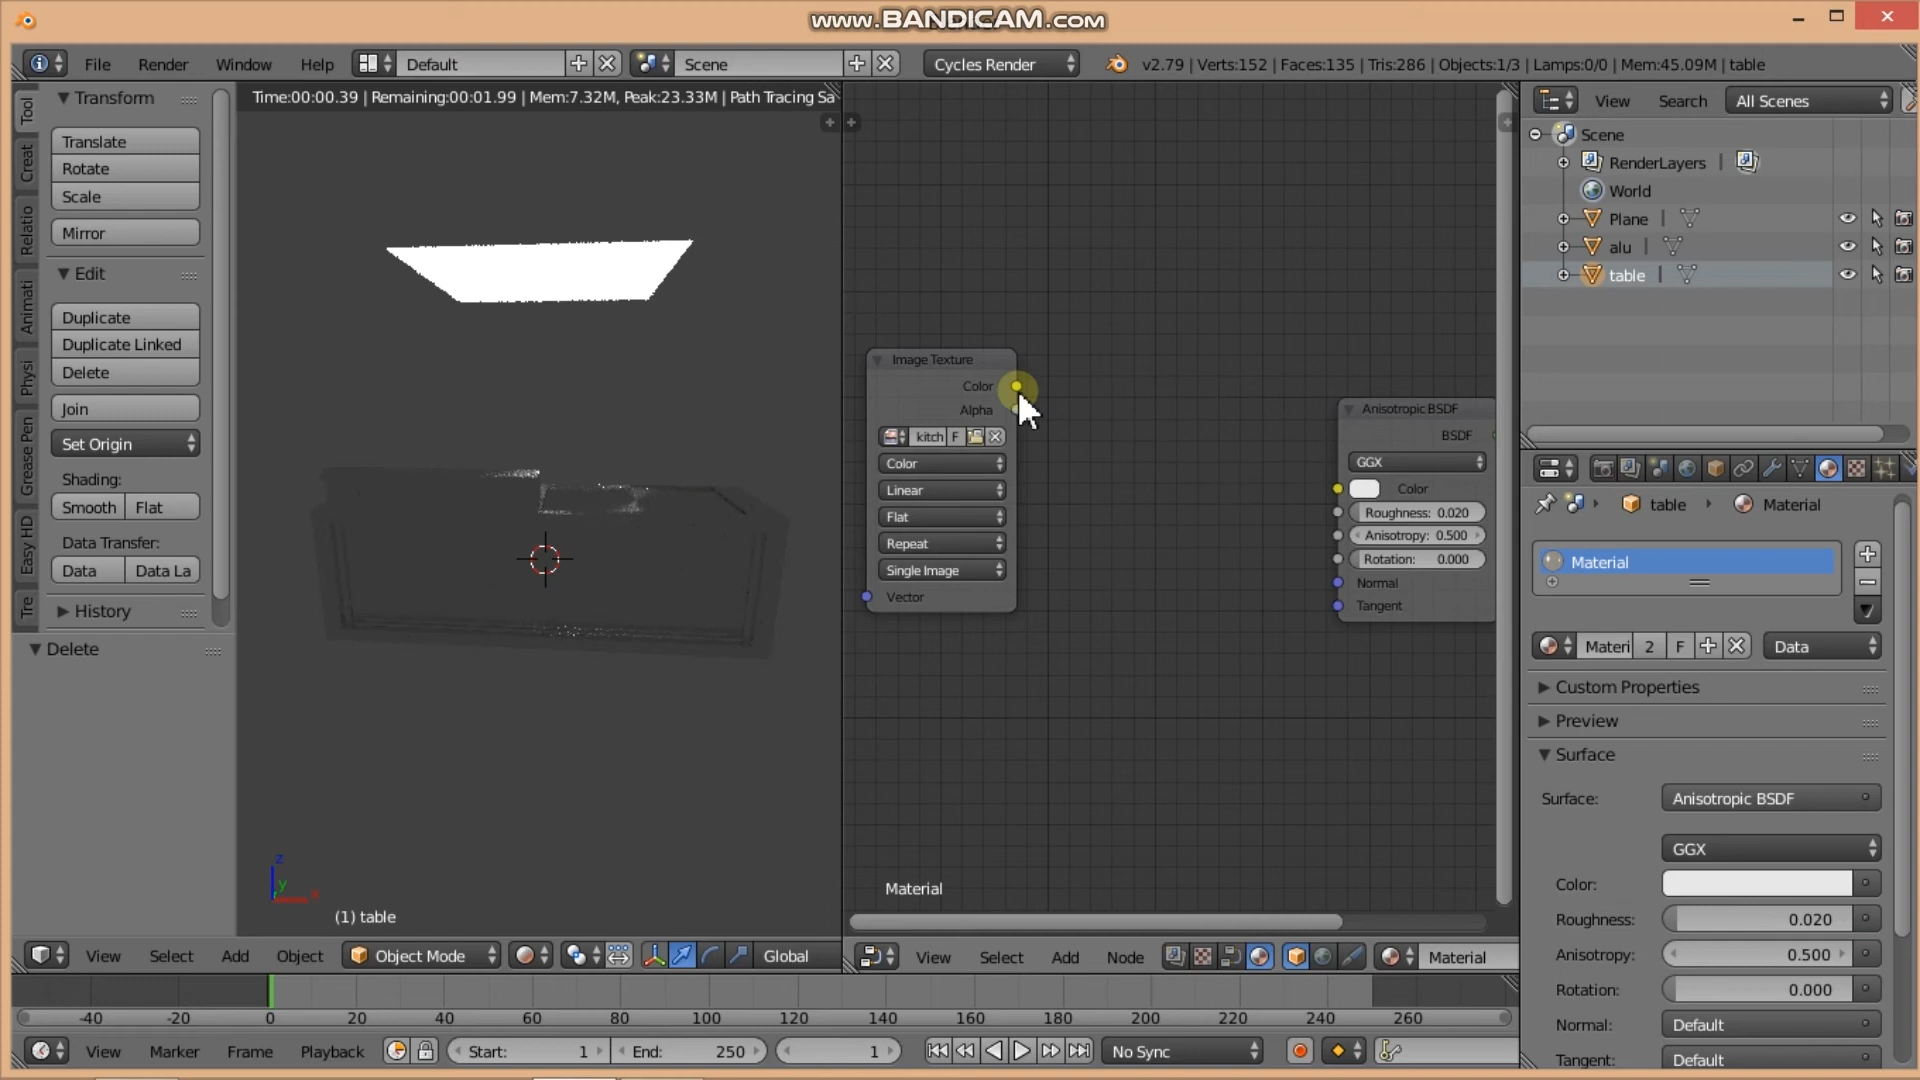 www.BANDICAM.com
File Render Window Help Default Scene Cycles Render v2.79 | Verts:152 | Faces:135 | Tris:286 | Objects:1/3 | Lamps:0/0 | Mem:45.09M | table
Tool
Creat
Relatio
Animati
Physi
Grease Pen
Easy HD
Tre
Transform
Translate
Rotate
Scale
Mirror
Edit
Duplicate
Duplicate Linked
Delete
Join
Set Origin
Shading:
Smooth Flat
Data Transfer:
Data Data La
History
Delete
Time:00:00.39 | Remaining:00:01.99 | Mem:7.32M, Peak:23.33M | Path Tracing Sa
z
y
x
(1) table
View Select Add Object Object Mode Global
Image Texture
Color
Alpha
kitch F
Color
Linear
Flat
Repeat
Single Image
Vector
Anisotropic BSDF
BSDF
GGX
Color
Roughness: 0.020
Anisotropy: 0.500
Rotation: 0.000
Normal
Tangent
Material
View Select Add Node Material
View Search All Scenes
Scene
RenderLayers |
World
Plane |
alu |
table |
table Material
Material
Materi 2 F Data
Custom Properties
Preview
Surface
Surface: Anisotropic BSDF
GGX
Color:
Roughness: 0.020
Anisotropy: 0.500
Rotation: 0.000
Normal: Default
Tangent: Default
-40 -20 0 20 40 60 80 100 120 140 160 180 200 220 240 260
View Marker Frame Playback Start: 1 End: 250 1 No Sync